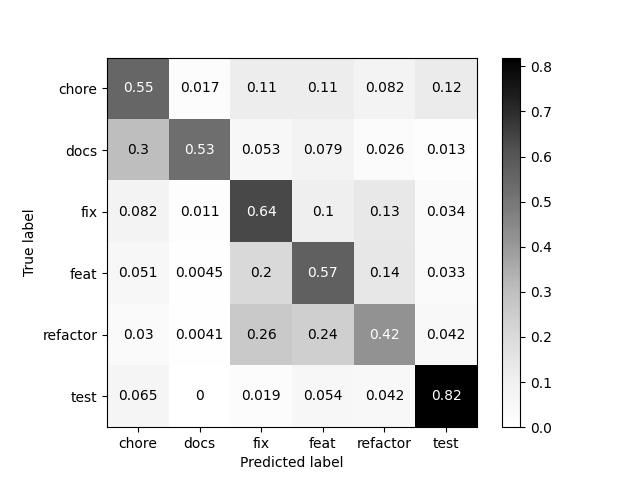 chore 0.55 0.017 0.11 0.11 0.082 0.12
docs 0.3 0.53 0.053 0.079 0.026 0.013
fix 0.082 0.011 0.64 0.1 0.13 0.034
feat 0.051 0.0045 0.2 0.57 0.14 0.033
refactor 0.03 0.0041 0.26 0.24 0.42 0.042
test 0.065 0 0.019 0.054 0.042 0.82
chore docs fix feat refactor test
Predicted label
True label
0.8
0.7
0.6
0.5
0.4
0.3
0.2
0.1
0.0